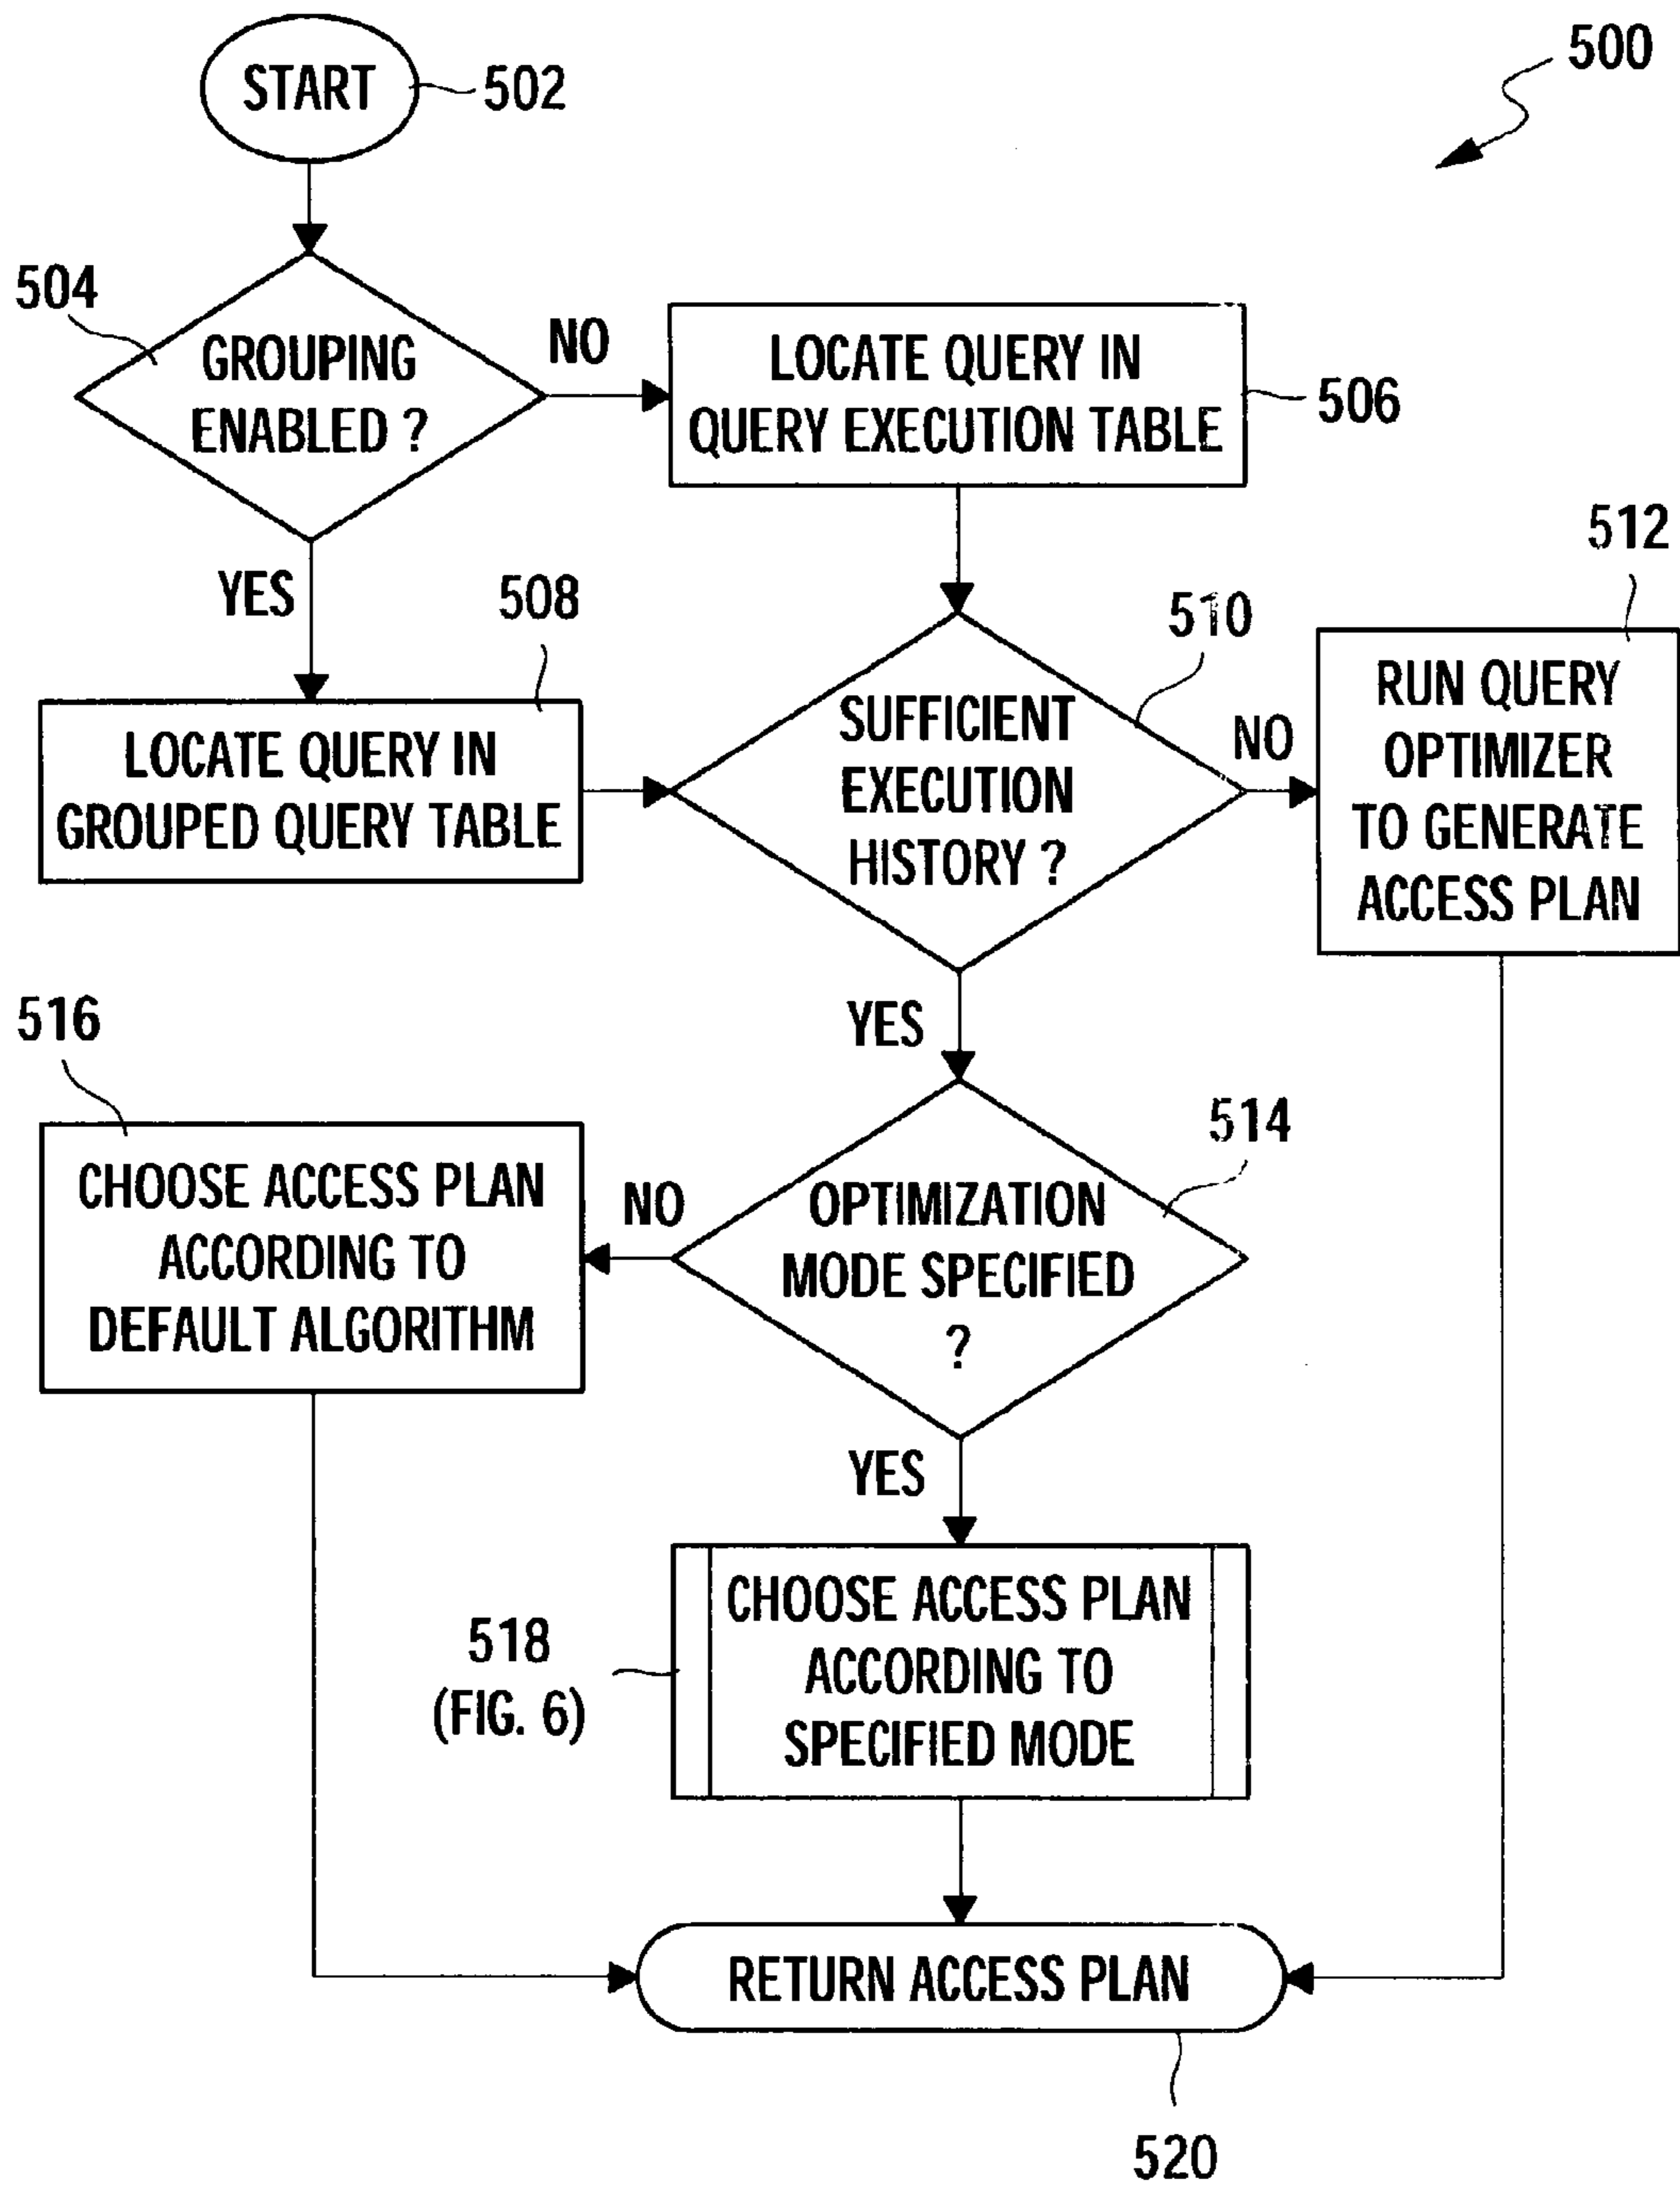 START
502
500
504
GROUPING
ENABLED ?
NO
LOCATE QUERY IN
QUERY EXECUTION TABLE
506
YES
508
LOCATE QUERY IN
GROUPED QUERY TABLE
510
SUFFICIENT
EXECUTION
HISTORY ?
NO
512
RUN QUERY
OPTIMIZER
TO GENERATE
ACCESS PLAN
YES
516
CHOOSE ACCESS PLAN
ACCORDING TO
DEFAULT ALGORITHM
NO
514
OPTIMIZATION
MODE SPECIFIED
?
YES
518
(FIG. 6)
CHOOSE ACCESS PLAN
ACCORDING TO
SPECIFIED MODE
RETURN ACCESS PLAN
520